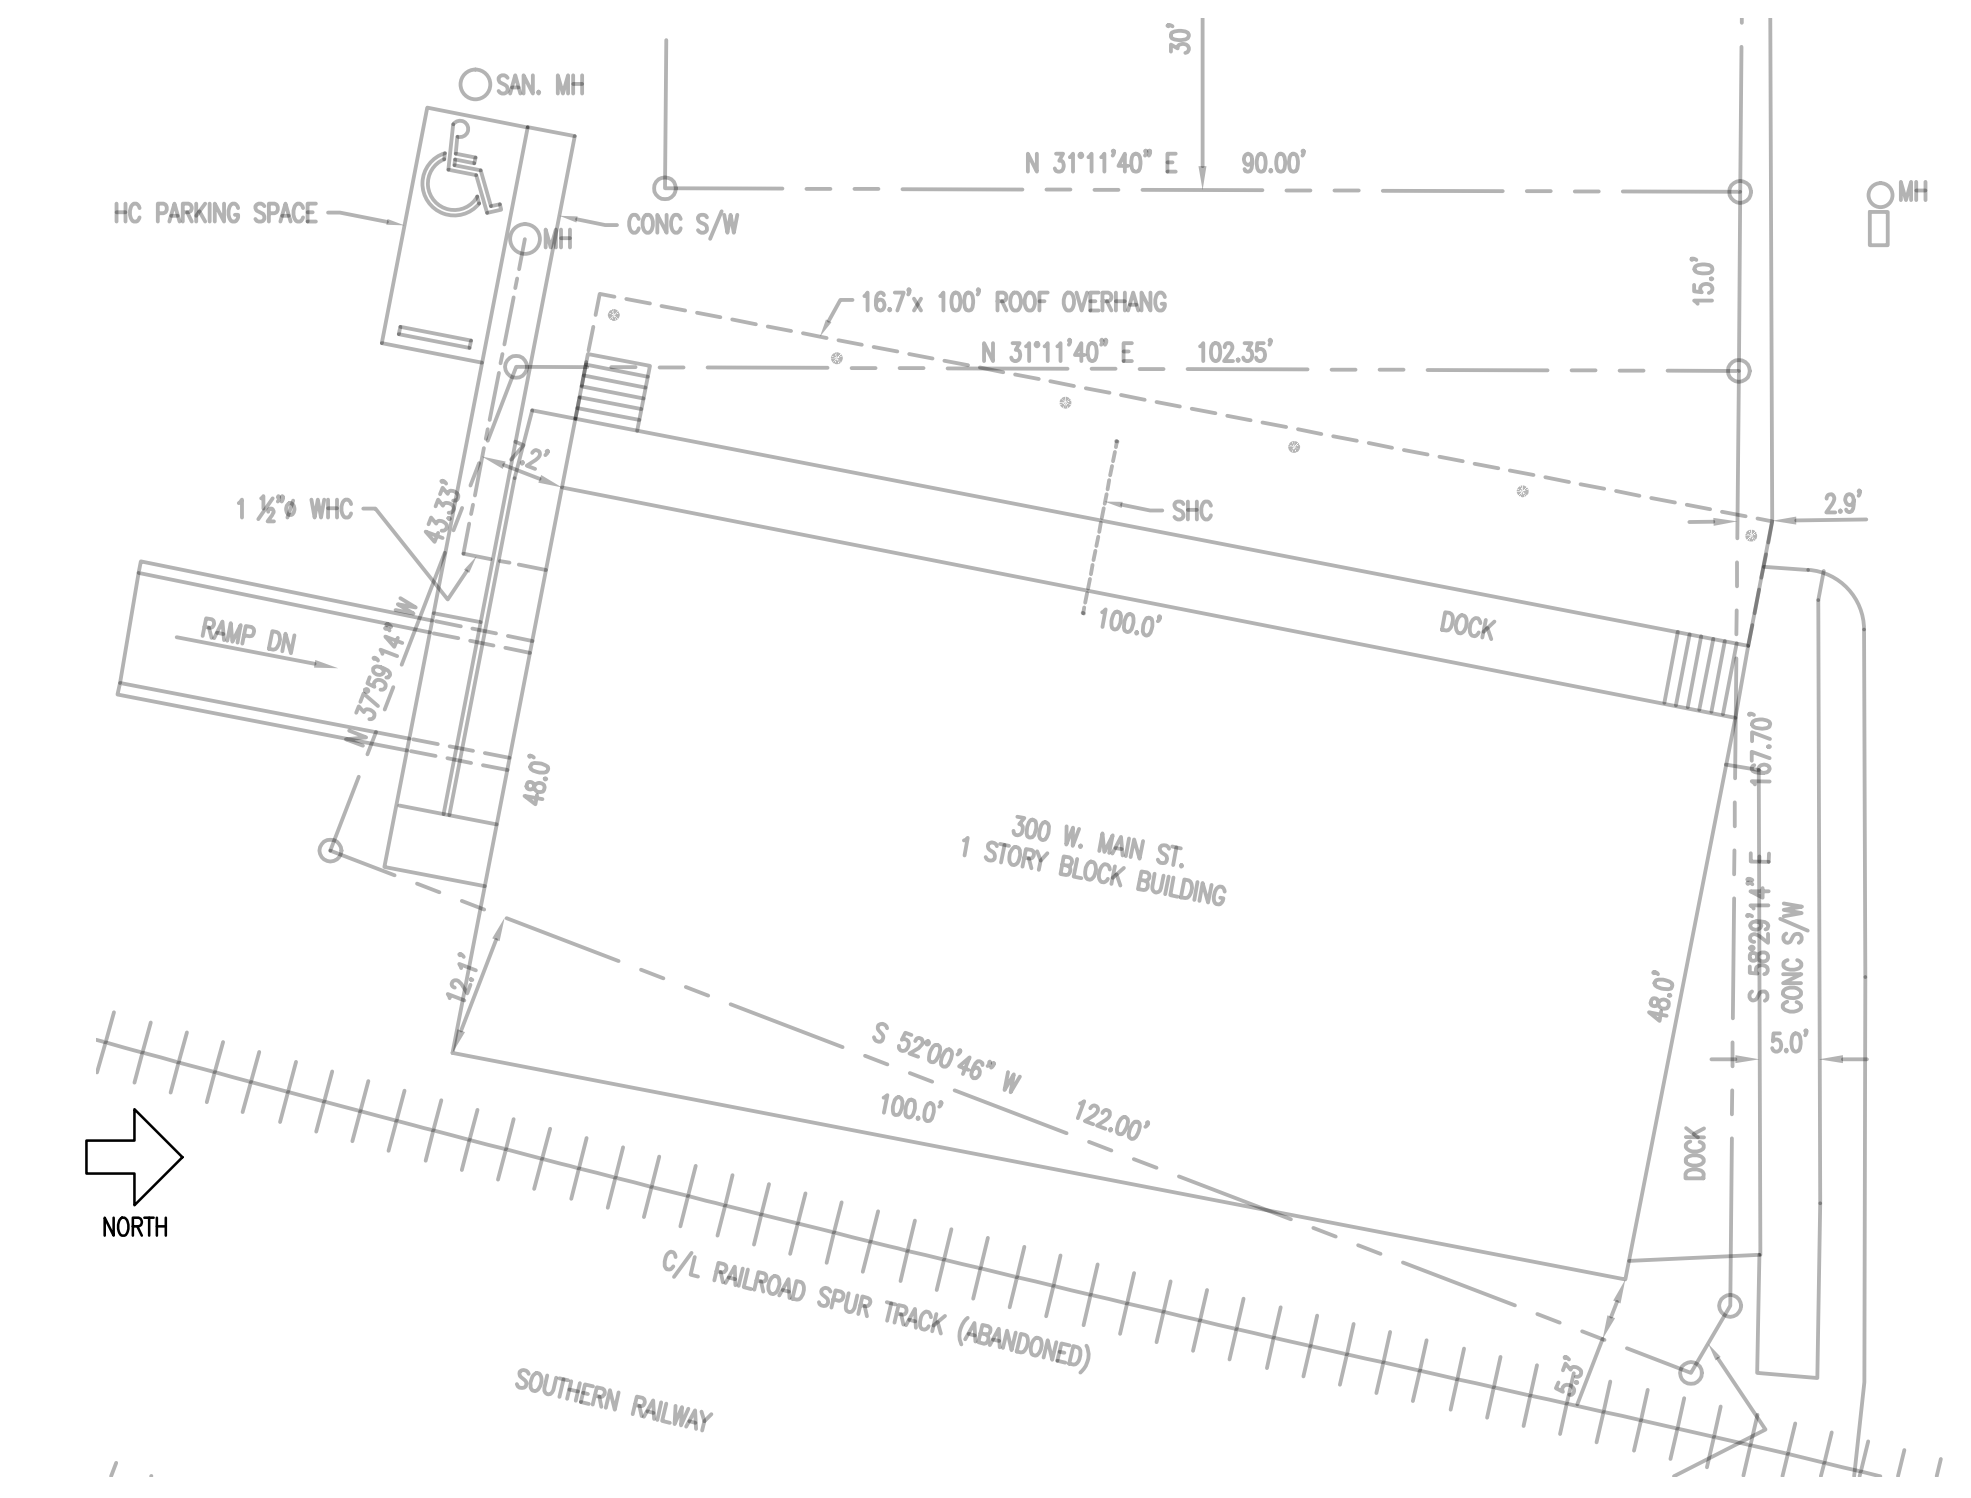 30'
SAN. MH
N 31°11'40" E 90.00'
MH
HC PARKING SPACE
CONC S/W
MH
15.0'
16.7'x 100' ROOF OVERHANG
N 31°11'40" E 102.35'
7.2'
2.9'
1 ½"ø WHC
43.33'
SHC
RAMP DN
N 37°59'14" W
100.0'
DOCK
48.0'
167.70'
300 W. MAIN ST.
1 STORY BLOCK BUILDING
S 58°29'14" E
CONC S/W
12.1'
48.0'
S 52°00'46" W
122.00'
100.0'
5.0'
DOCK
NORTH
C/L RAILROAD SPUR TRACK (ABANDONED)
5.3'
SOUTHERN RAILWAY